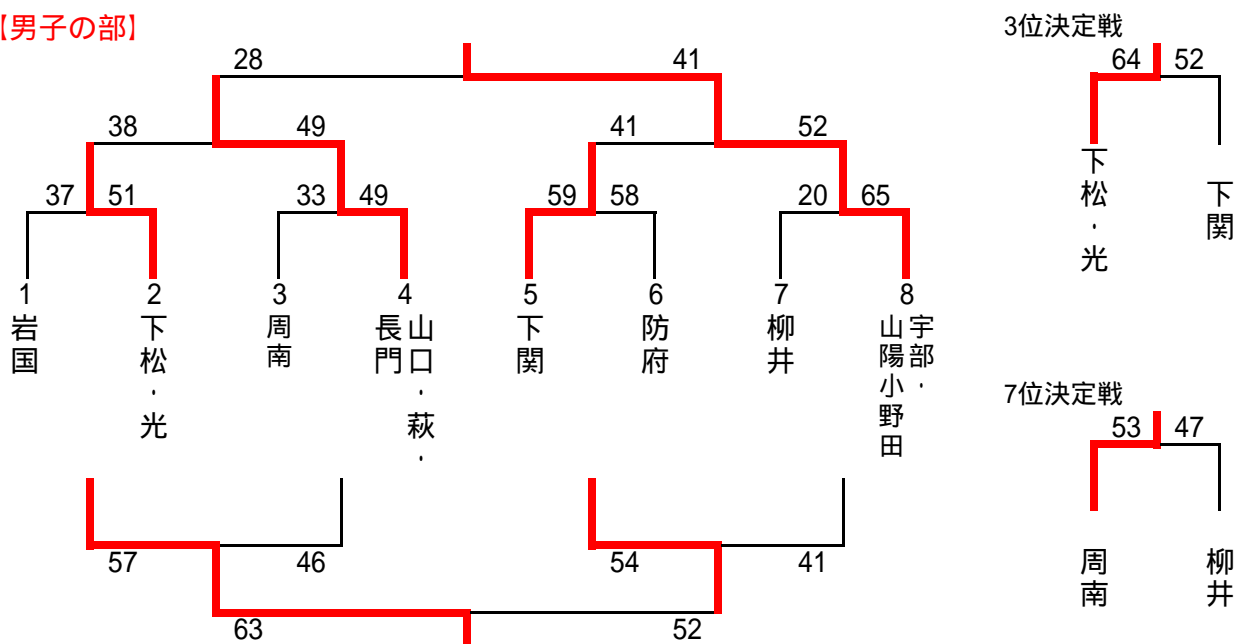 【男子の部】
3位決定戦
28 41
64 52
38 49 41 52
37 51 33 49 59 58 20 65
下松・光
下関
1 2 3 4 5 6 7 8
岩国
下松・光
周南
山口・萩・
長門
下関
防府
柳井
宇部・
山陽小野田
7位決定戦
53 47
57 46 54 41
周南
柳井
63 52